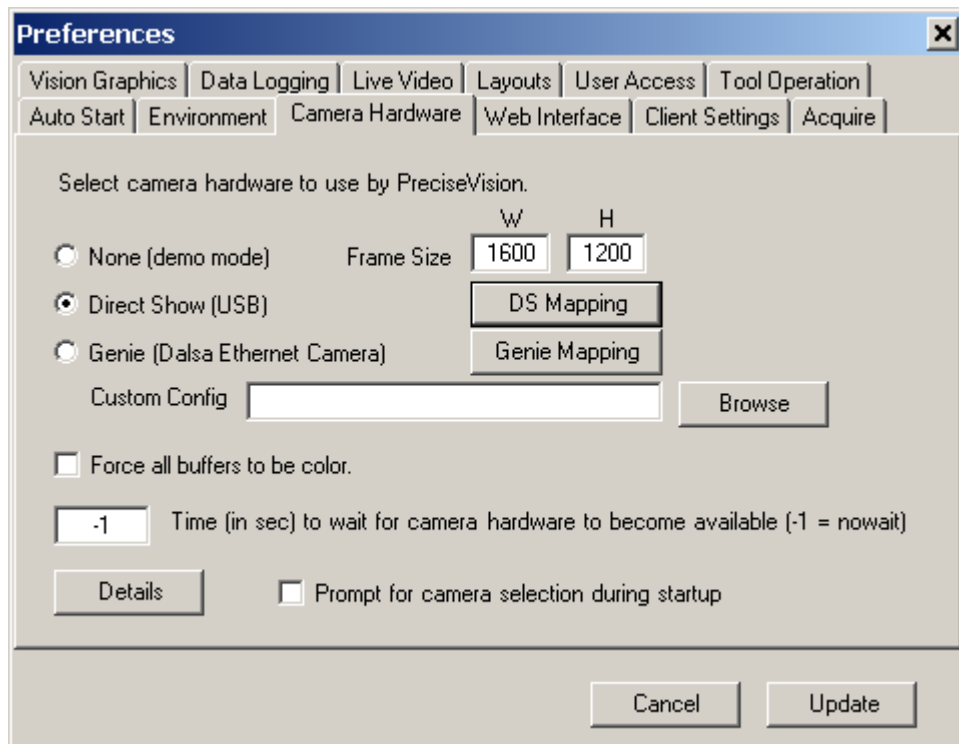 Preferences
Vision Graphics Data Logging Live Video Layouts User Access Tool Operation
Auto Start Environment Camera Hardware Web Interface Client Settings Acquire
Select camera hardware to use by PreciseVision.
W H
None (demo mode) Frame Size 1600 1200
Direct Show (USB) DS Mapping
Genie (Dalsa Ethernet Camera) Genie Mapping
Custom Config Browse
Force all buffers to be color.
-1 Time (in sec) to wait for camera hardware to become available (-1 = nowait)
Details Prompt for camera selection during startup
Cancel Update